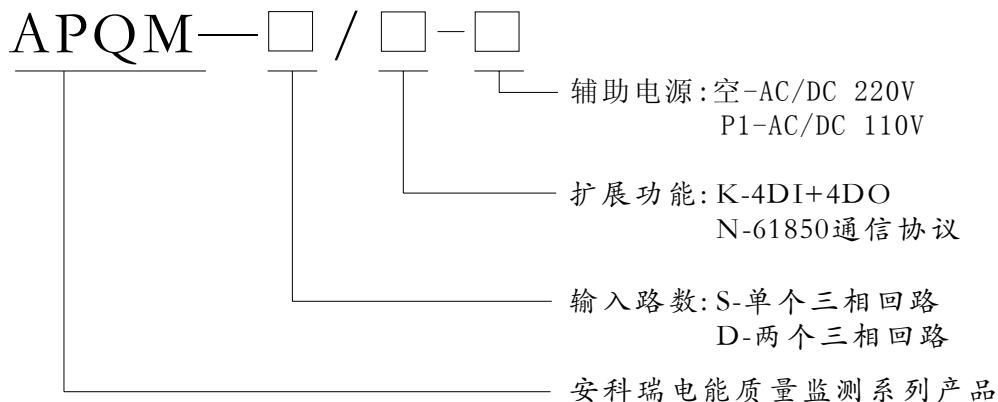 APQM—□/□-□
辅助电源:空-AC/DC 220V
P1-AC/DC 110V
扩展功能:K-4DI+4DO
N-61850通信协议
输入路数:S-单个三相回路
D-两个三相回路
安科瑞电能质量监测系列产品